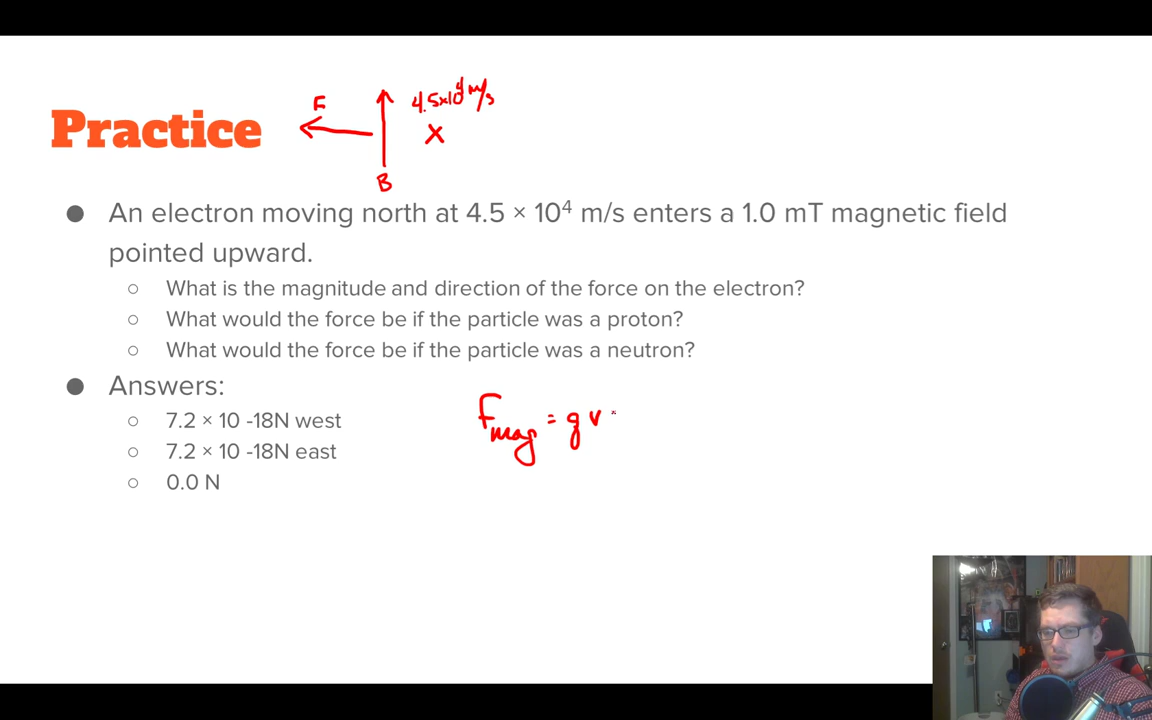 F
4.5x10⁴ m/s
Practice
X
B
● An electron moving north at 4.5 × 10⁴ m/s enters a 1.0 mT magnetic field
pointed upward.
○ What is the magnitude and direction of the force on the electron?
○ What would the force be if the particle was a proton?
○ What would the force be if the particle was a neutron?
● Answers:
○ 7.2 × 10 -18N west
○ 7.2 × 10 -18N east
○ 0.0 N
Fmag = qv